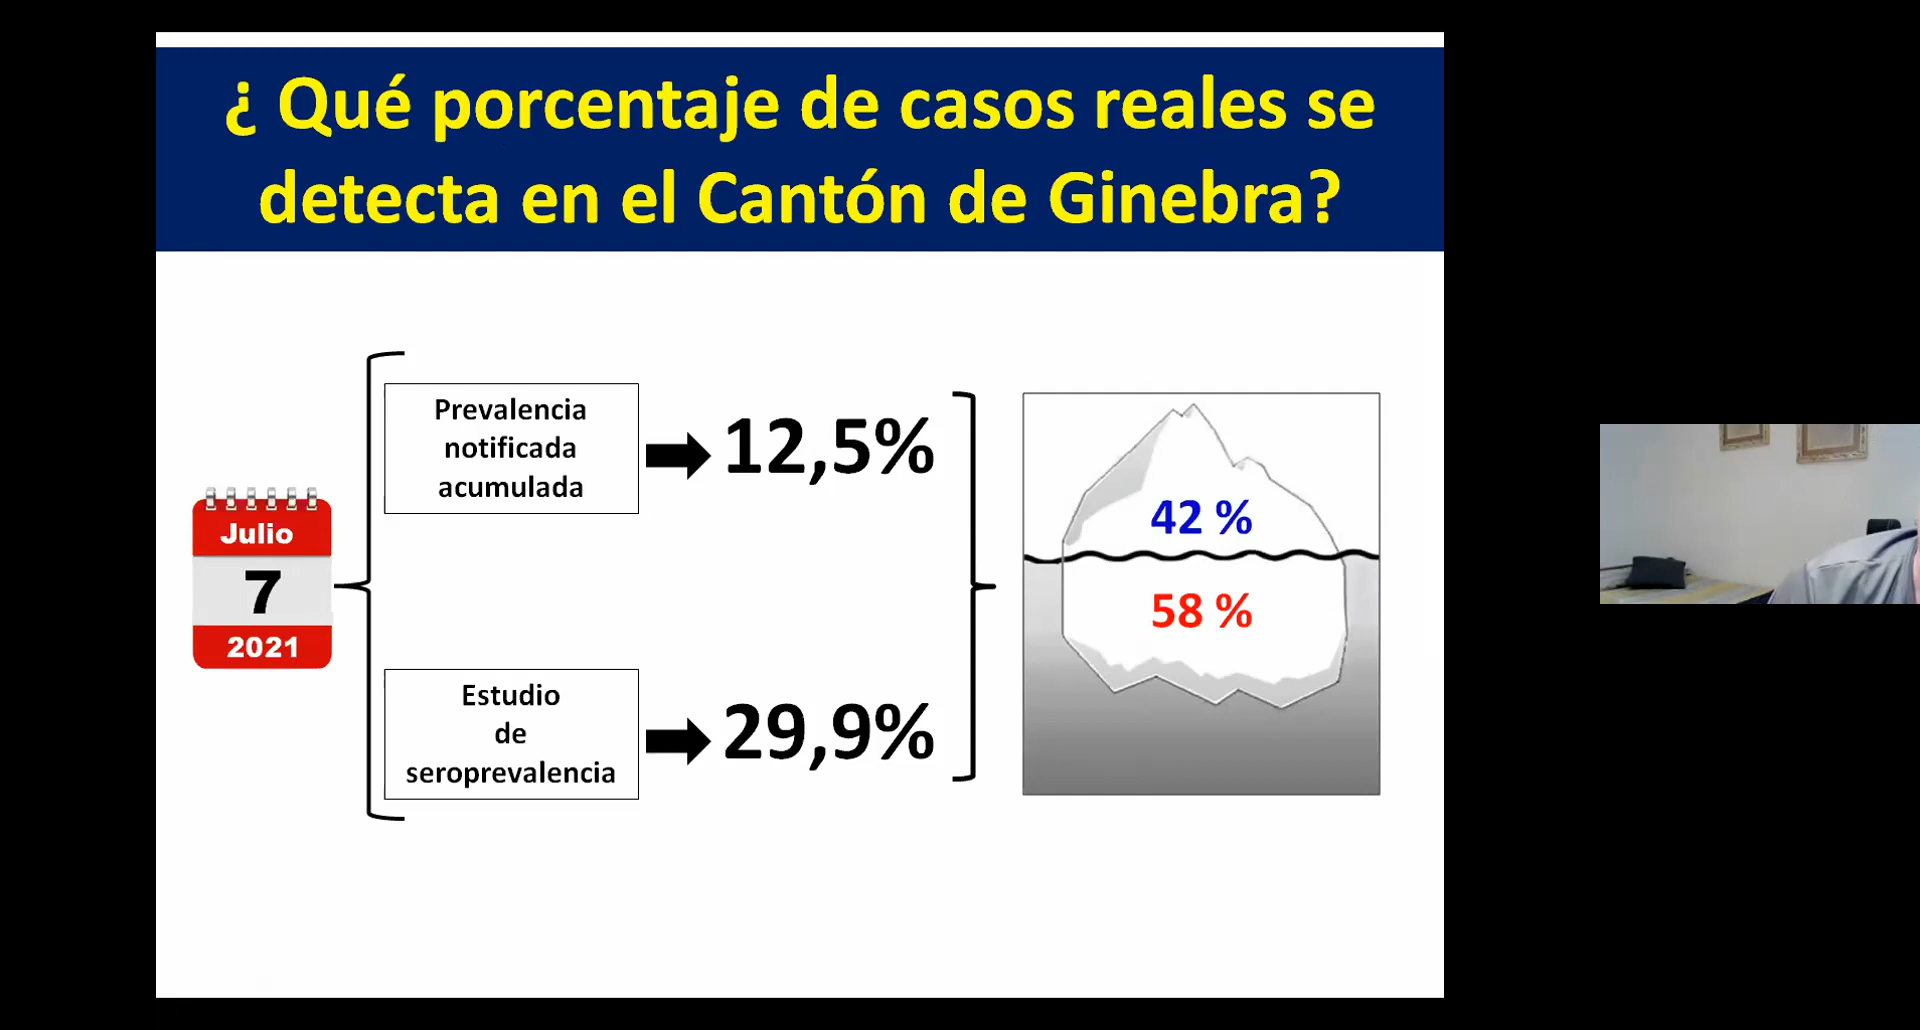 ¿ Qué porcentaje de casos reales se
detecta en el Cantón de Ginebra?
Prevalencia
notificada
acumulada
12,5%
42 %
Julio
7
2021
58 %
Estudio
de
seroprevalencia
29,9%